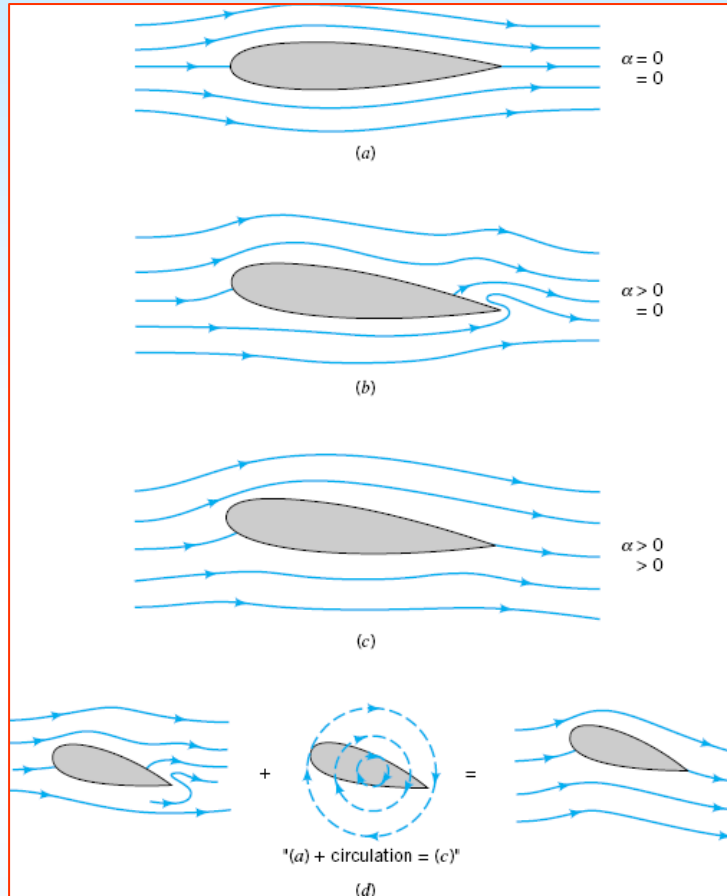 α = 0
= 0
(a)
α > 0
= 0
(b)
α > 0
> 0
(c)
+
=
"(a) + circulation = (c)"
(d)